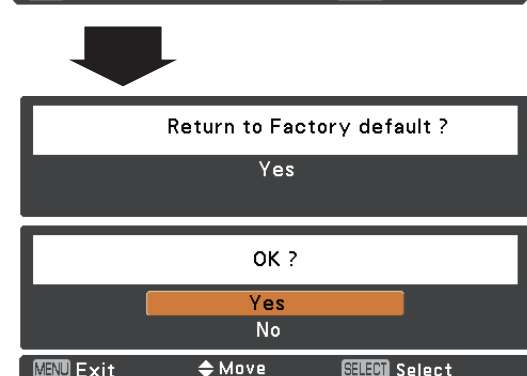 Return to Factory default ?
Yes
OK ?
Yes
No
MENU Exit Move SELECT Select